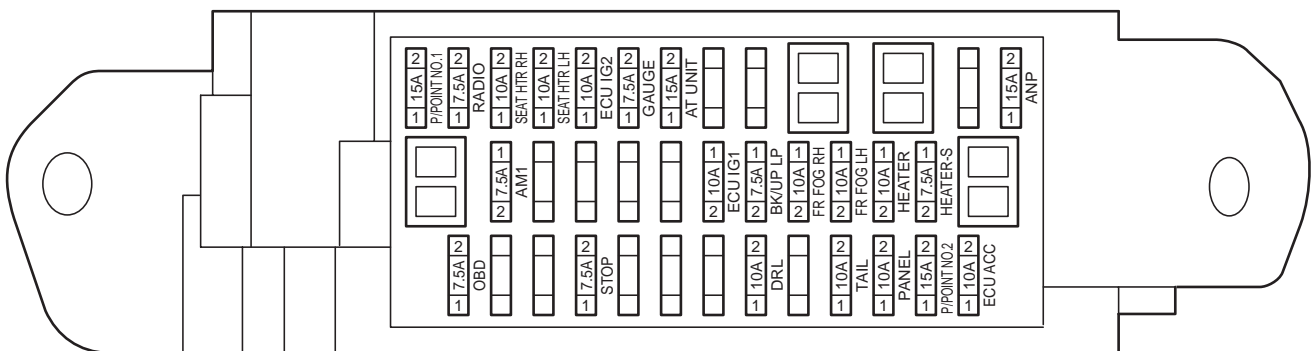 2 15A 1 P/POINT NO.1
2 7.5A 1 RADIO
2 10A 1 SEAT HTR RH
2 10A 1 SEAT HTR LH
2 10A 1 ECU IG2
2 7.5A 1 GAUGE
2 15A 1 AT UNIT
2 15A 1 ANP
1 7.5A 2 AM1
1 10A 2 ECU IG1
1 7.5A 2 BK/UP LP
1 10A 2 FR FOG RH
1 10A 2 FR FOG LH
1 10A 2 HEATER
1 7.5A 2 HEATER-S
2 7.5A 1 OBD
2 7.5A 1 STOP
2 10A 1 DRL
2 10A 1 TAIL
2 10A 1 PANEL
2 15A 1 P/POINT NO.2
2 10A 1 ECU ACC